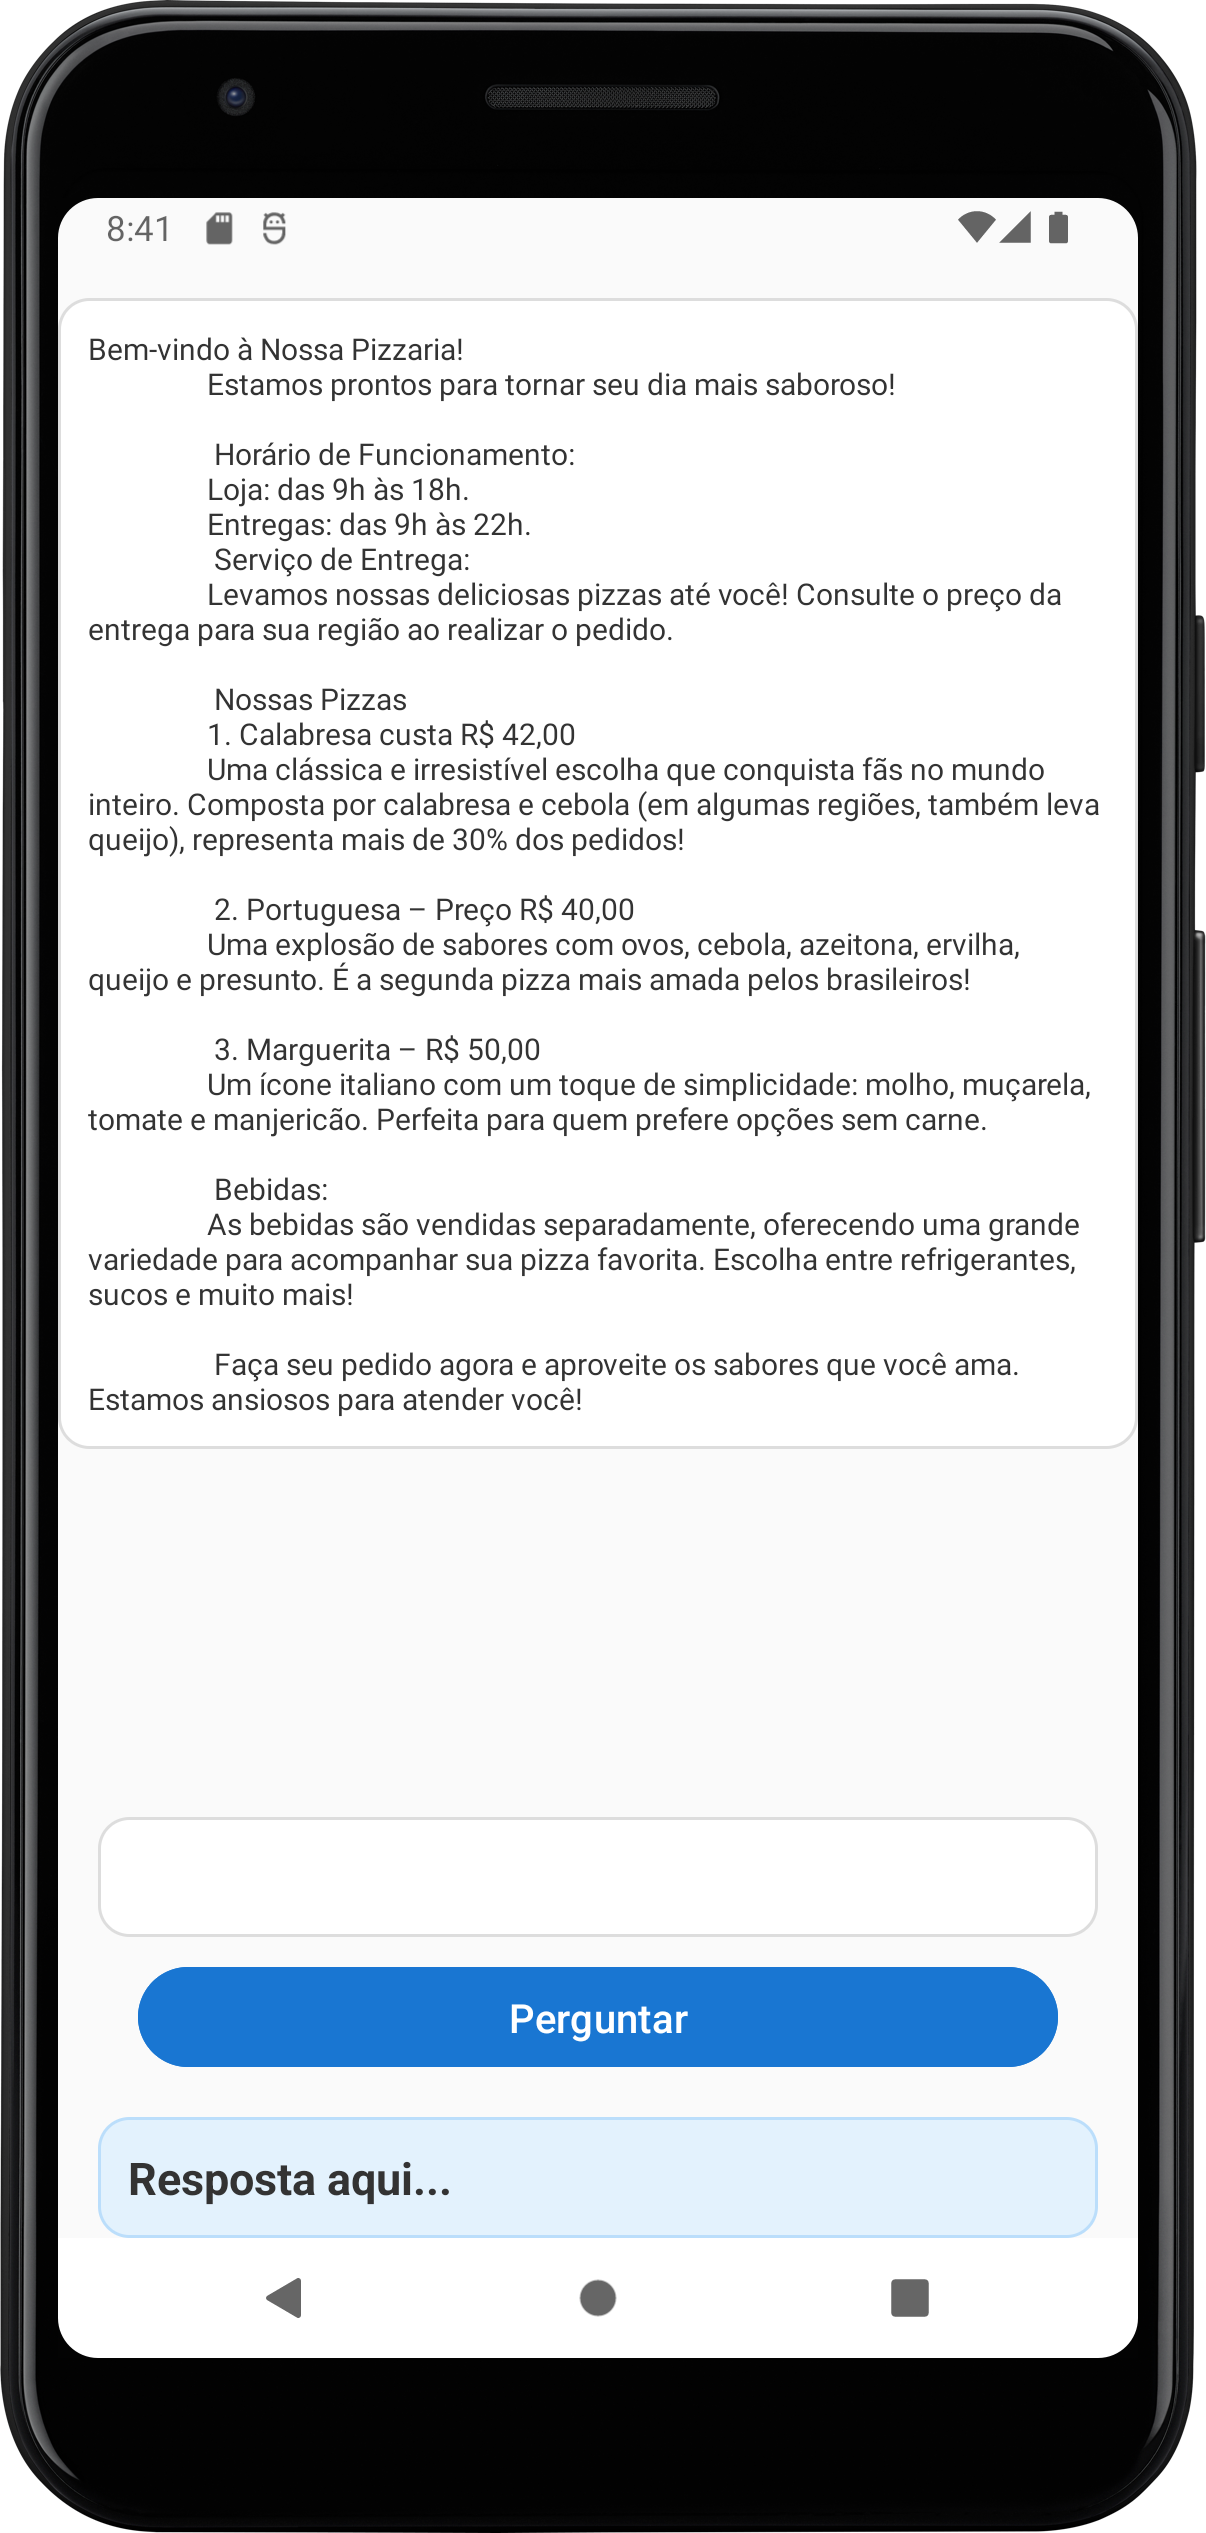 8:41
Bem-vindo à Nossa Pizzaria!
Estamos prontos para tornar seu dia mais saboroso!
Horário de Funcionamento:
Loja: das 9h às 18h.
Entregas: das 9h às 22h.
Serviço de Entrega:
Levamos nossas deliciosas pizzas até você! Consulte o preço da
entrega para sua região ao realizar o pedido.
Nossas Pizzas
1. Calabresa custa R$ 42,00
Uma clássica e irresistível escolha que conquista fãs no mundo
inteiro. Composta por calabresa e cebola (em algumas regiões, também leva
queijo), representa mais de 30% dos pedidos!
2. Portuguesa – Preço R$ 40,00
Uma explosão de sabores com ovos, cebola, azeitona, ervilha,
queijo e presunto. É a segunda pizza mais amada pelos brasileiros!
3. Marguerita – R$ 50,00
Um ícone italiano com um toque de simplicidade: molho, muçarela,
tomate e manjericão. Perfeita para quem prefere opções sem carne.
Bebidas:
As bebidas são vendidas separadamente, oferecendo uma grande
variedade para acompanhar sua pizza favorita. Escolha entre refrigerantes,
sucos e muito mais!
Faça seu pedido agora e aproveite os sabores que você ama.
Estamos ansiosos para atender você!
Perguntar
Resposta aqui...